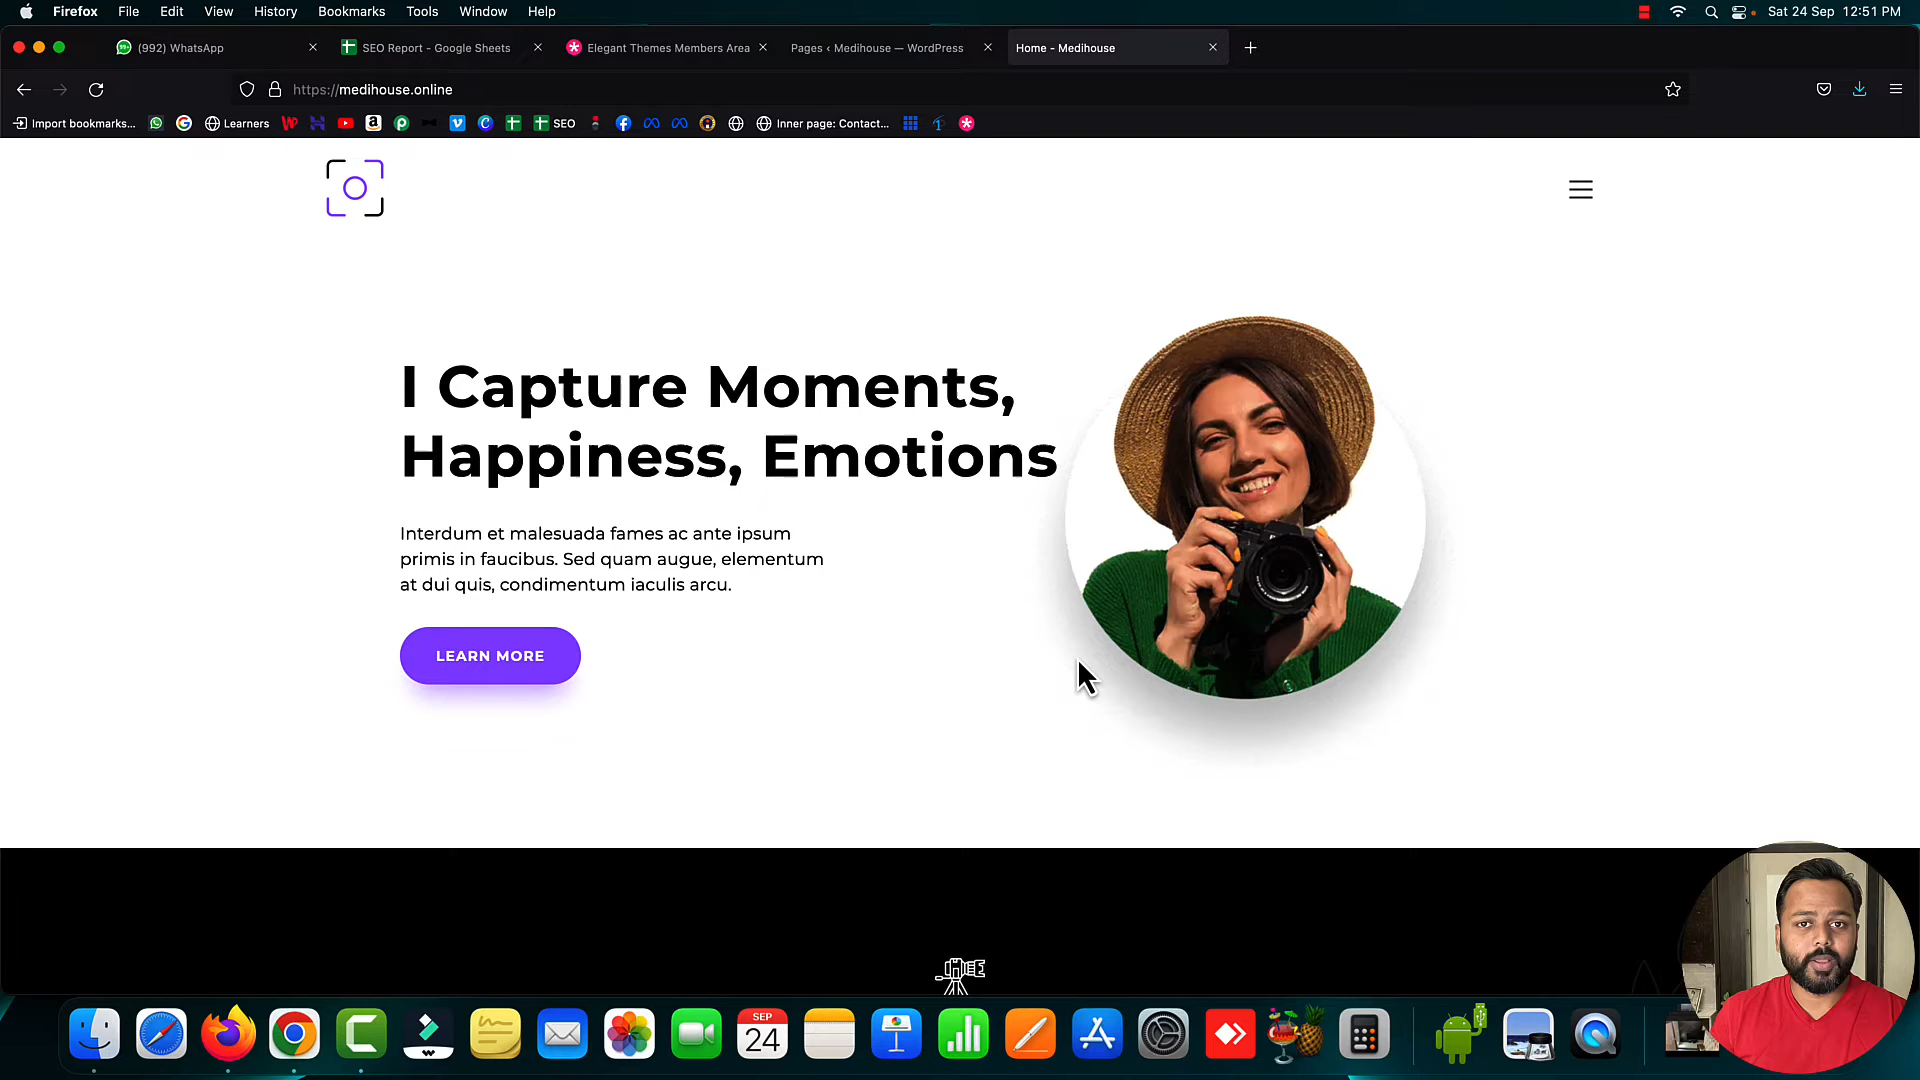 Firefox File Edit View History Bookmarks Tools Window Help Sat 24 Sep 12:51 PM
(992) WhatsApp SEO Report - Google Sheets Elegant Themes Members Area Pages ‹ Medihouse — WordPress Home - Medihouse
https://medihouse.online
Import bookmarks... Learners SEO Inner page: Contact...
I Capture Moments,
Happiness, Emotions
Interdum et malesuada fames ac ante ipsum
primis in faucibus. Sed quam augue, elementum
at dui quis, condimentum iaculis arcu.
LEARN MORE
SEP
24